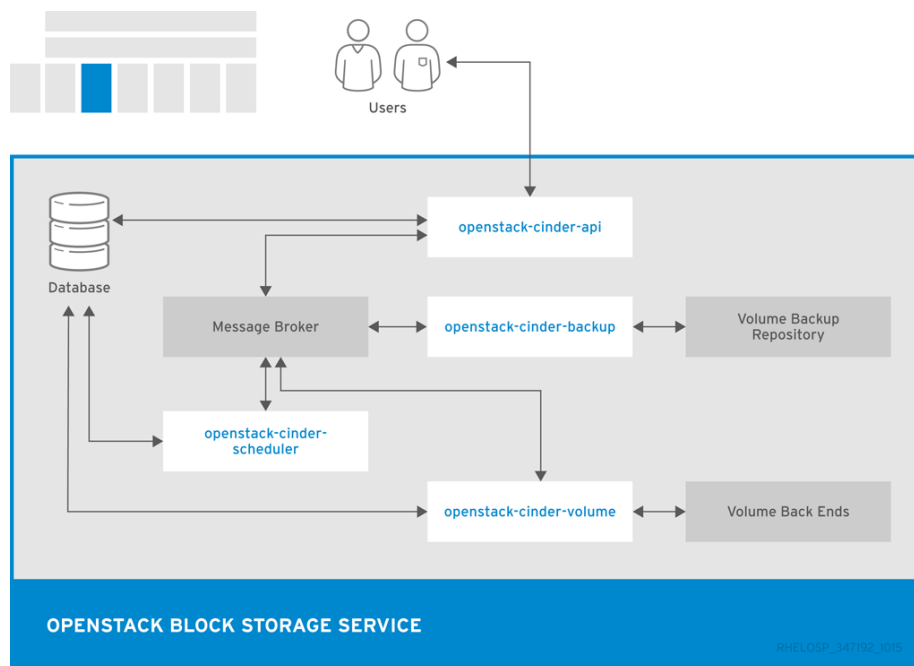 Users
openstack-cinder-api
Database
Message Broker
openstack-cinder-backup
Volume Backup
Repository
openstack-cinder-
scheduler
openstack-cinder-volume
Volume Back Ends
OPENSTACK BLOCK STORAGE SERVICE
RHELOSP_347192_1015